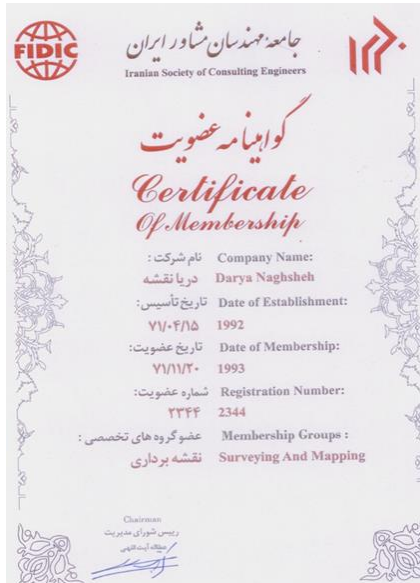 FIDIC
جامعه مهندسان مشاور ایران
Iranian Society of Consulting Engineers
گواهینامه عضویت
Certificate
Of Membership
نام شرکت : Company Name:
دریا نقشه Darya Naghsheh
تاریخ تأسیس: Date of Establishment:
۷۱/۰۴/۱۵ 1992
تاریخ عضویت: Date of Membership:
۷۱/۱۱/۲۰ 1993
شماره عضویت: Registration Number:
۲۳۴۴ 2344
عضو گروه های تخصصی : Membership Groups :
نقشه برداری Surveying And Mapping
Chairman
رییس شورای مدیریت